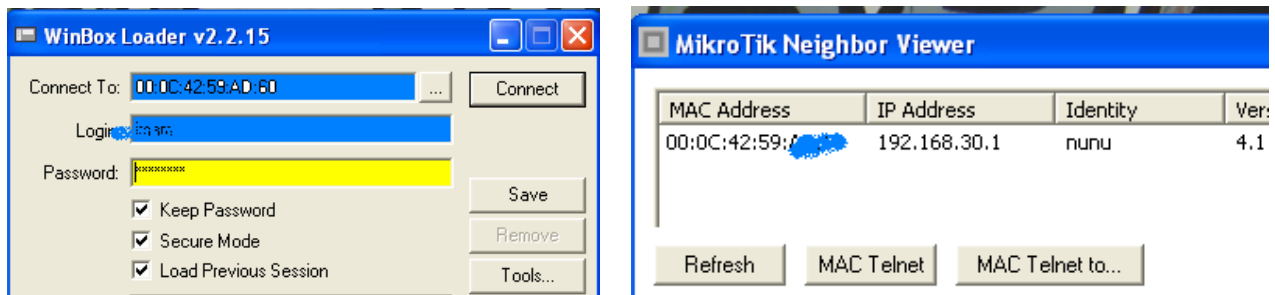 WinBox Loader v2.2.15
Connect To: 00:0C:42:59:AD:60 ... Connect
Login:
Password: ********
Save
Keep Password
Secure Mode
Remove
Load Previous Session
Tools...
MikroTik Neighbor Viewer
MAC Address IP Address Identity Vers
00:0C:42:59: 192.168.30.1 nunu 4.1
Refresh MAC Telnet MAC Telnet to...